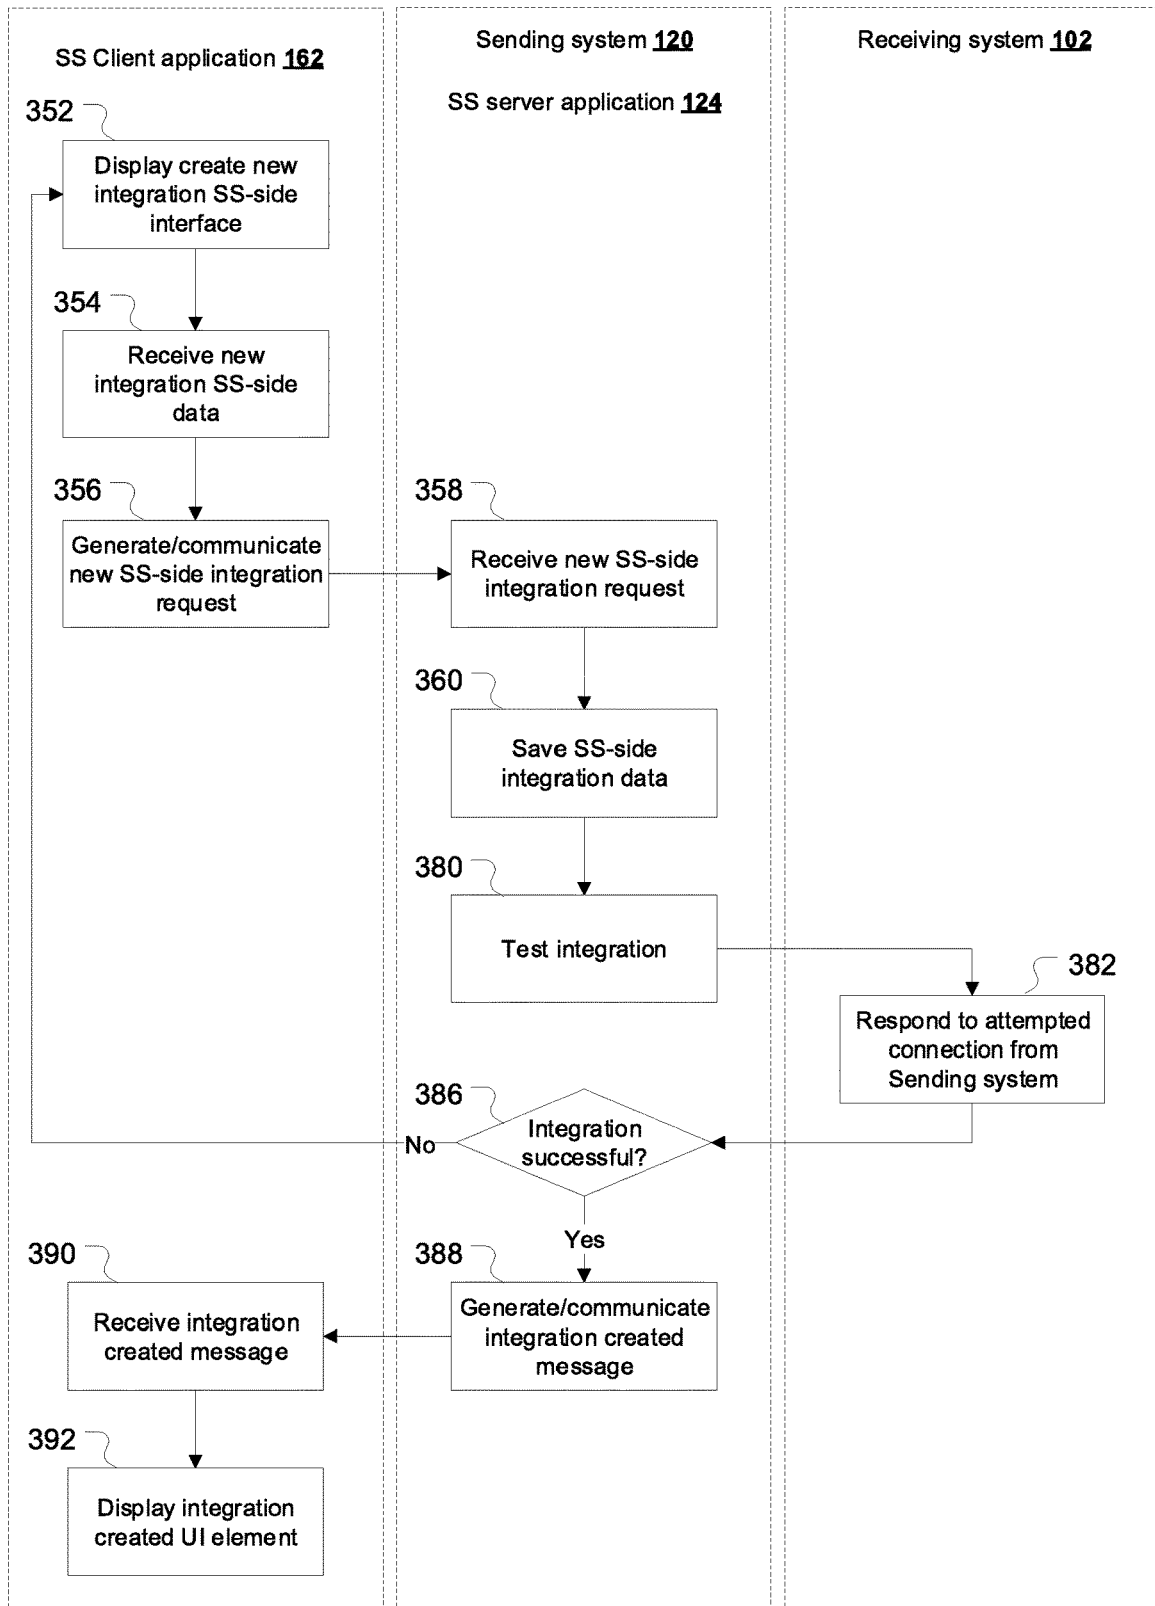 SS Client application 162
Sending system 120
SS server application 124
Receiving system 102
352
Display create new
integration SS-side
interface
354
Receive new
integration SS-side
data
356
Generate/communicate
new SS-side integration
request
358
Receive new SS-side
integration request
360
Save SS-side
integration data
380
Test integration
382
Respond to attempted
connection from
Sending system
386
Integration
successful?
No
Yes
388
Generate/communicate
integration created
message
390
Receive integration
created message
392
Display integration
created UI element